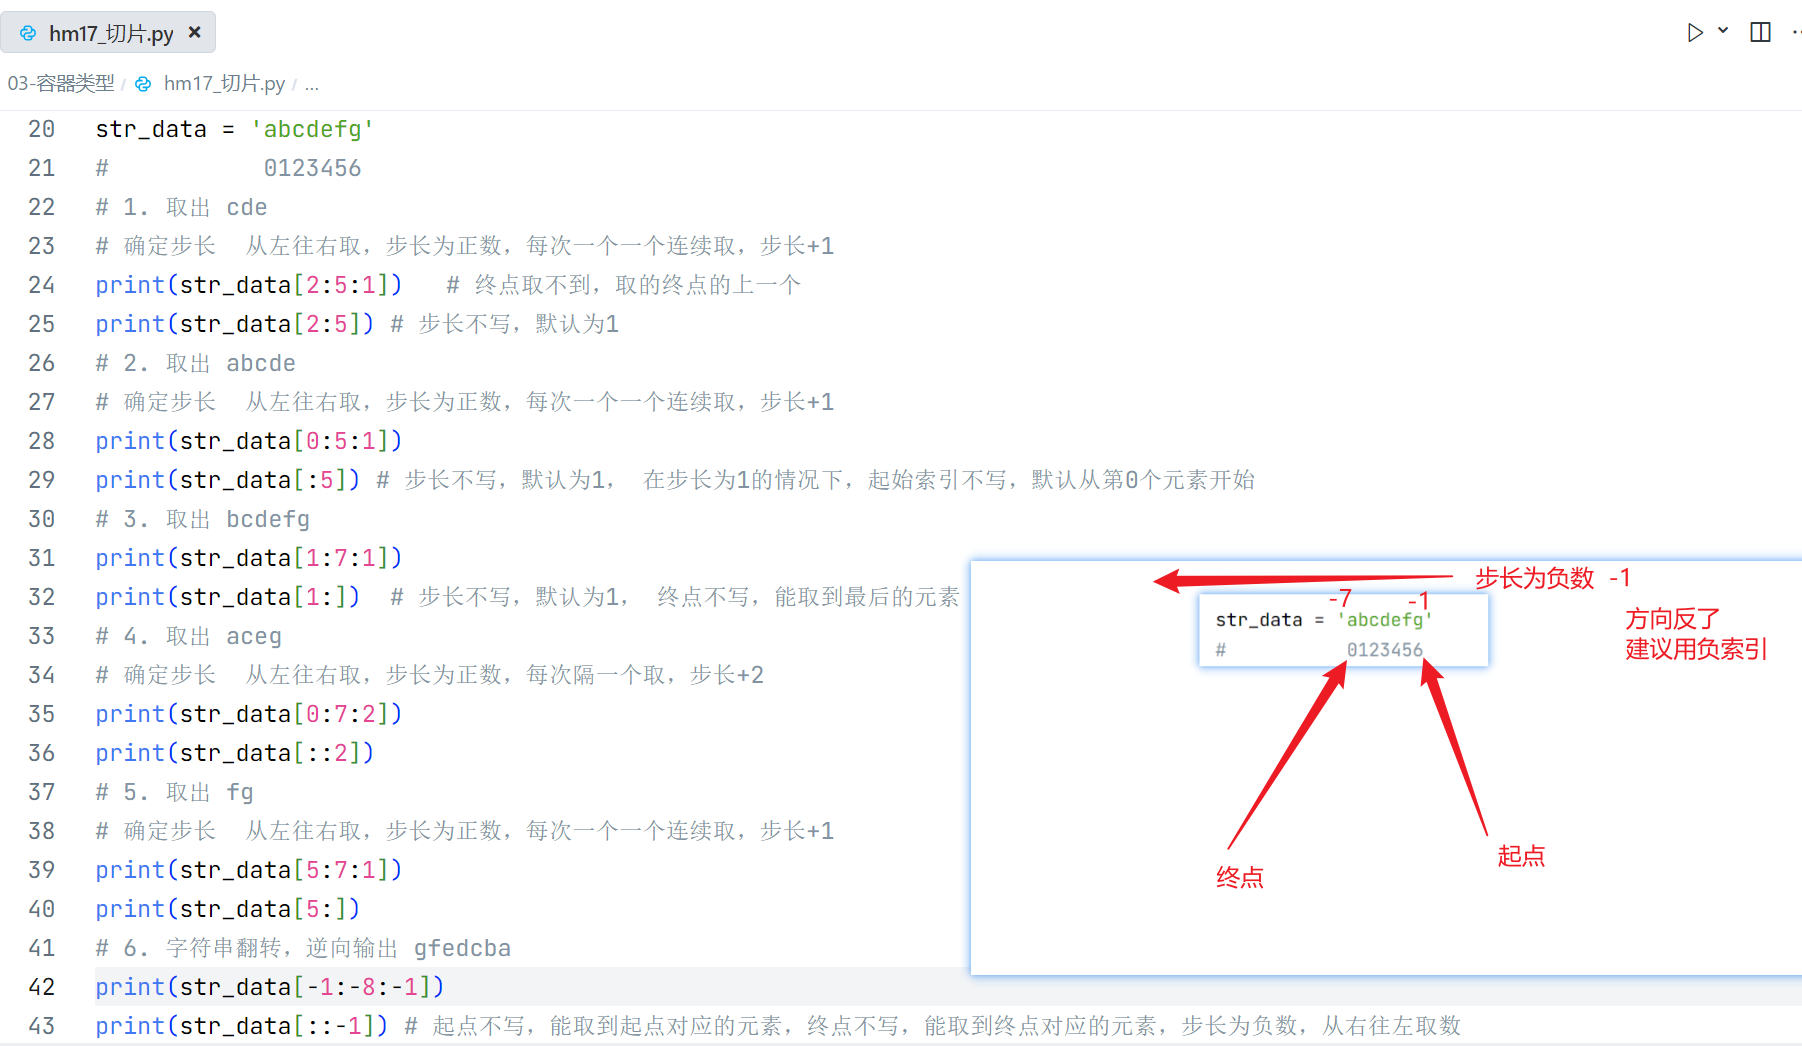 hm17_切片.py ×
03-容器类型 / hm17_切片.py / ...
20 str_data = 'abcdefg'
21 #           0123456
22 # 1. 取出 cde
23 # 确定步长  从左往右取，步长为正数，每次一个一个连续取，步长+1
24 print(str_data[2:5:1])   # 终点取不到，取的终点的上一个
25 print(str_data[2:5]) # 步长不写，默认为1
26 # 2. 取出 abcde
27 # 确定步长  从左往右取，步长为正数，每次一个一个连续取，步长+1
28 print(str_data[0:5:1])
29 print(str_data[:5]) # 步长不写，默认为1， 在步长为1的情况下，起始索引不写，默认从第0个元素开始
30 # 3. 取出 bcdefg
31 print(str_data[1:7:1])
32 print(str_data[1:])  # 步长不写，默认为1， 终点不写，能取到最后的元素
33 # 4. 取出 aceg
34 # 确定步长  从左往右取，步长为正数，每次隔一个取，步长+2
35 print(str_data[0:7:2])
36 print(str_data[::2])
37 # 5. 取出 fg
38 # 确定步长  从左往右取，步长为正数，每次一个一个连续取，步长+1
39 print(str_data[5:7:1])
40 print(str_data[5:])
41 # 6. 字符串翻转，逆向输出 gfedcba
42 print(str_data[-1:-8:-1])
43 print(str_data[::-1]) # 起点不写，能取到起点对应的元素，终点不写，能取到终点对应的元素，步长为负数，从右往左取数
步长为负数 -1
-7 -1
str_data = 'abcdefg'
#           0123456
方向反了
建议用负索引
终点
起点